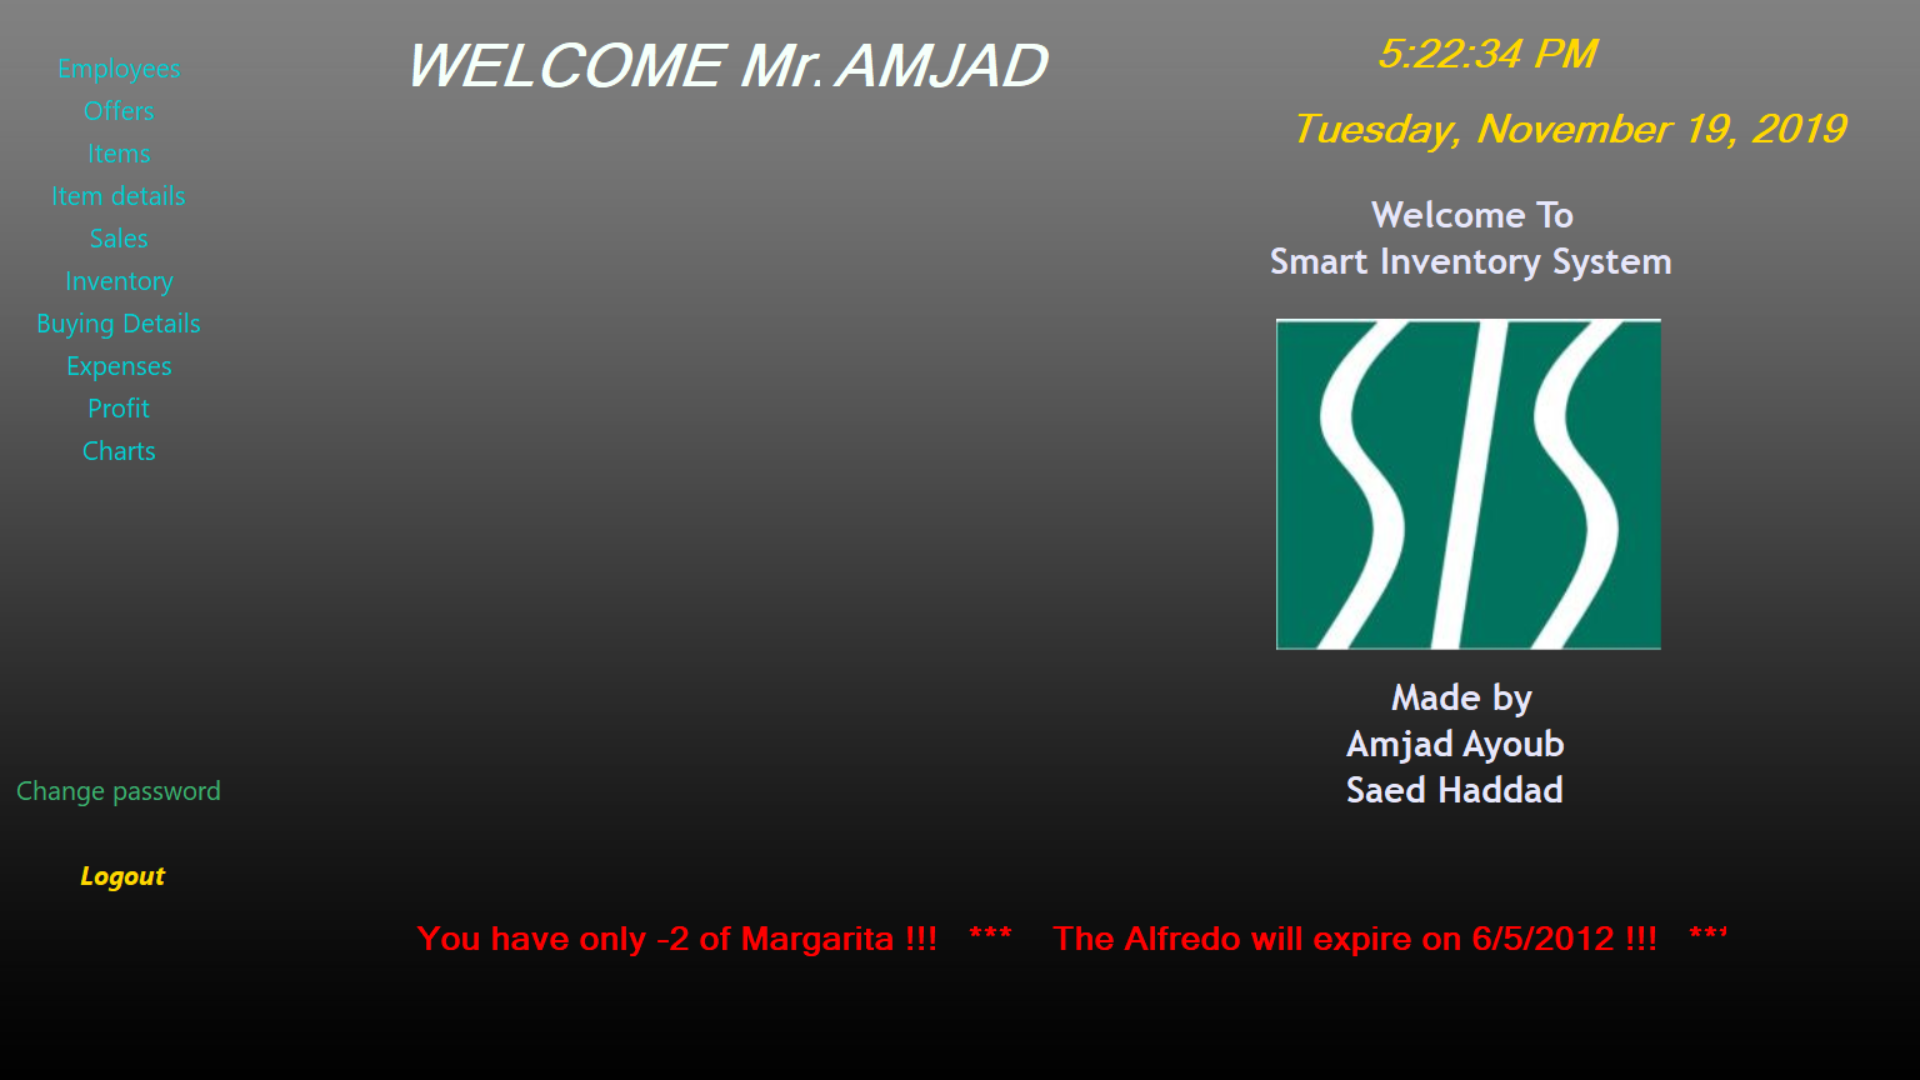 Employees
Offers
Items
Item details
Sales
Inventory
Buying Details
Expenses
Profit
Charts
Change password
Logout
WELCOME Mr. AMJAD
5:22:34 PM
Tuesday, November 19, 2019
Welcome To
Smart Inventory System
SIS
Made by
Amjad Ayoub
Saed Haddad
You have only -2 of Margarita !!! *** The Alfredo will expire on 6/5/2012 !!! ***